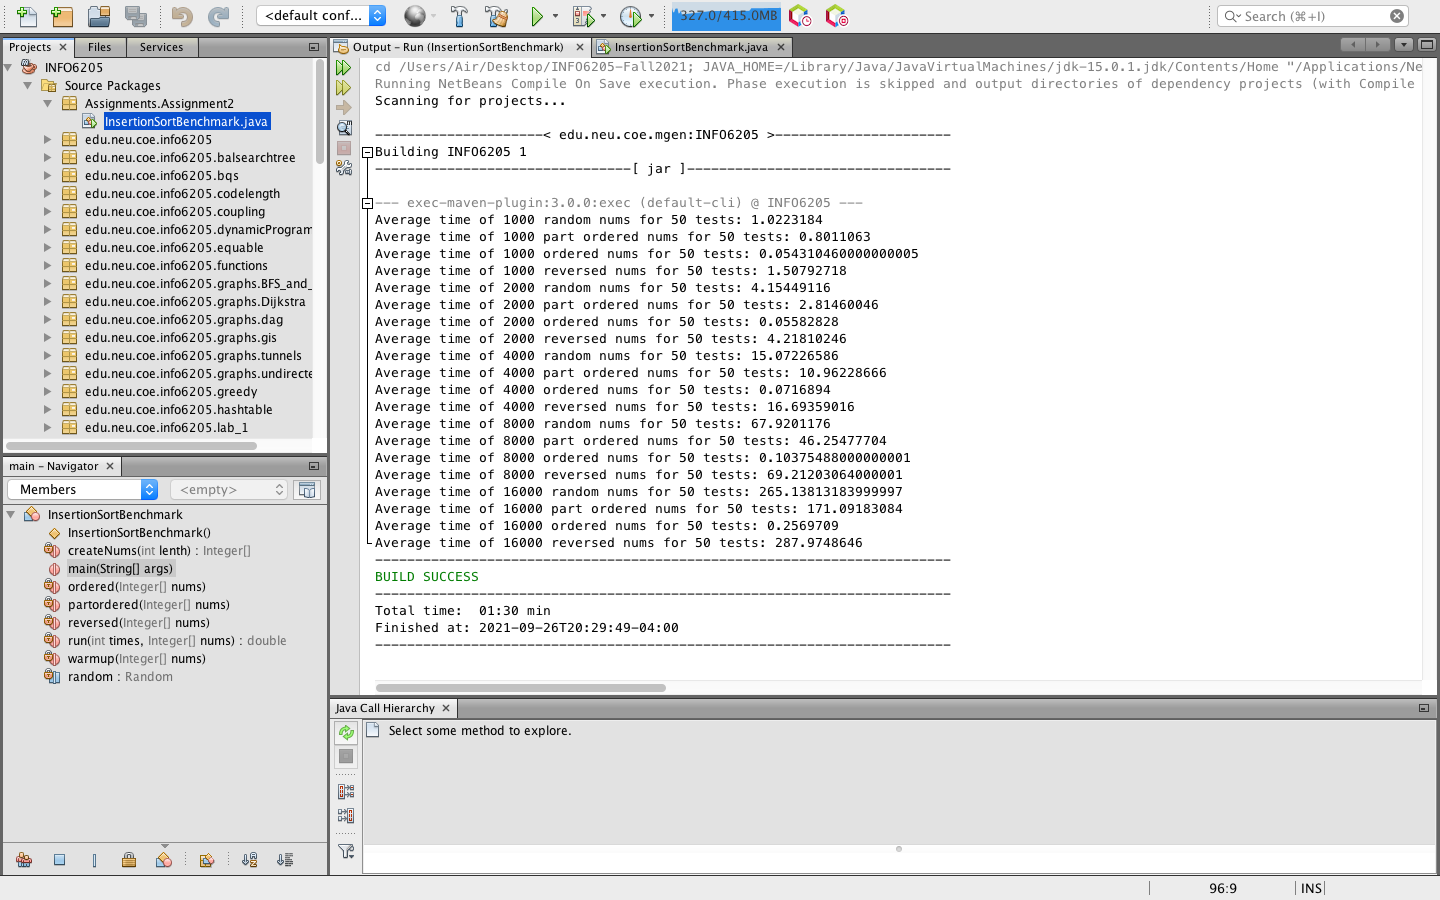 <default conf...
327.0/415.0MB
Search (⌘+I)
Projects
Files
Services
INFO6205
Source Packages
Assignments.Assignment2
InsertionSortBenchmark.java
edu.neu.coe.info6205
edu.neu.coe.info6205.balsearchtree
edu.neu.coe.info6205.bqs
edu.neu.coe.info6205.codelength
edu.neu.coe.info6205.coupling
edu.neu.coe.info6205.dynamicProgram
edu.neu.coe.info6205.equable
edu.neu.coe.info6205.functions
edu.neu.coe.info6205.graphs.BFS_and_
edu.neu.coe.info6205.graphs.Dijkstra
edu.neu.coe.info6205.graphs.dag
edu.neu.coe.info6205.graphs.gis
edu.neu.coe.info6205.graphs.tunnels
edu.neu.coe.info6205.graphs.undirecte
edu.neu.coe.info6205.greedy
edu.neu.coe.info6205.hashtable
edu.neu.coe.info6205.lab_1
main – Navigator
Members
<empty>
InsertionSortBenchmark
InsertionSortBenchmark()
createNums(int lenth) : Integer[]
main(String[] args)
ordered(Integer[] nums)
partordered(Integer[] nums)
reversed(Integer[] nums)
run(int times, Integer[] nums) : double
warmup(Integer[] nums)
random : Random
Output – Run (InsertionSortBenchmark)
InsertionSortBenchmark.java
cd /Users/Air/Desktop/INFO6205-Fall2021; JAVA_HOME=/Library/Java/JavaVirtualMachines/jdk-15.0.1.jdk/Contents/Home "/Applications/Ne
Running NetBeans Compile On Save execution. Phase execution is skipped and output directories of dependency projects (with Compile
Scanning for projects...
---------------------< edu.neu.coe.mgen:INFO6205 >----------------------
Building INFO6205 1
--------------------------------[ jar ]---------------------------------
--- exec-maven-plugin:3.0.0:exec (default-cli) @ INFO6205 ---
Average time of 1000 random nums for 50 tests: 1.0223184
Average time of 1000 part ordered nums for 50 tests: 0.8011063
Average time of 1000 ordered nums for 50 tests: 0.054310460000000005
Average time of 1000 reversed nums for 50 tests: 1.50792718
Average time of 2000 random nums for 50 tests: 4.15449116
Average time of 2000 part ordered nums for 50 tests: 2.81460046
Average time of 2000 ordered nums for 50 tests: 0.05582828
Average time of 2000 reversed nums for 50 tests: 4.21810246
Average time of 4000 random nums for 50 tests: 15.07226586
Average time of 4000 part ordered nums for 50 tests: 10.96228666
Average time of 4000 ordered nums for 50 tests: 0.0716894
Average time of 4000 reversed nums for 50 tests: 16.69359016
Average time of 8000 random nums for 50 tests: 67.9201176
Average time of 8000 part ordered nums for 50 tests: 46.25477704
Average time of 8000 ordered nums for 50 tests: 0.10375488000000001
Average time of 8000 reversed nums for 50 tests: 69.21203064000001
Average time of 16000 random nums for 50 tests: 265.13813183999997
Average time of 16000 part ordered nums for 50 tests: 171.09183084
Average time of 16000 ordered nums for 50 tests: 0.2569709
Average time of 16000 reversed nums for 50 tests: 287.9748646
------------------------------------------------------------------------
BUILD SUCCESS
------------------------------------------------------------------------
Total time:  01:30 min
Finished at: 2021-09-26T20:29:49-04:00
------------------------------------------------------------------------
Java Call Hierarchy
Select some method to explore.
96:9
INS